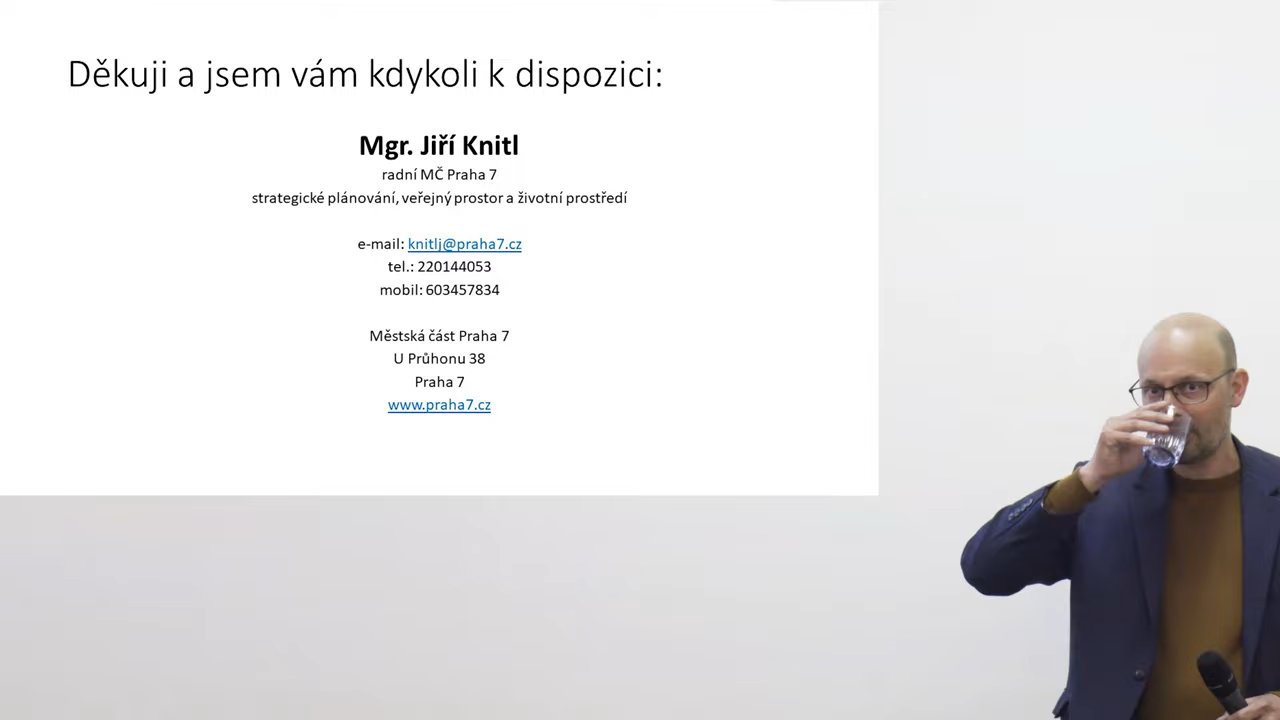 Děkuji a jsem vám kdykoli k dispozici:
Mgr. Jiří Knitl
radní MČ Praha 7
strategické plánování, veřejný prostor a životní prostředí
e-mail: knitlj@praha7.cz
tel.: 220144053
mobil: 603457834
Městská část Praha 7
U Průhonu 38
Praha 7
www.praha7.cz